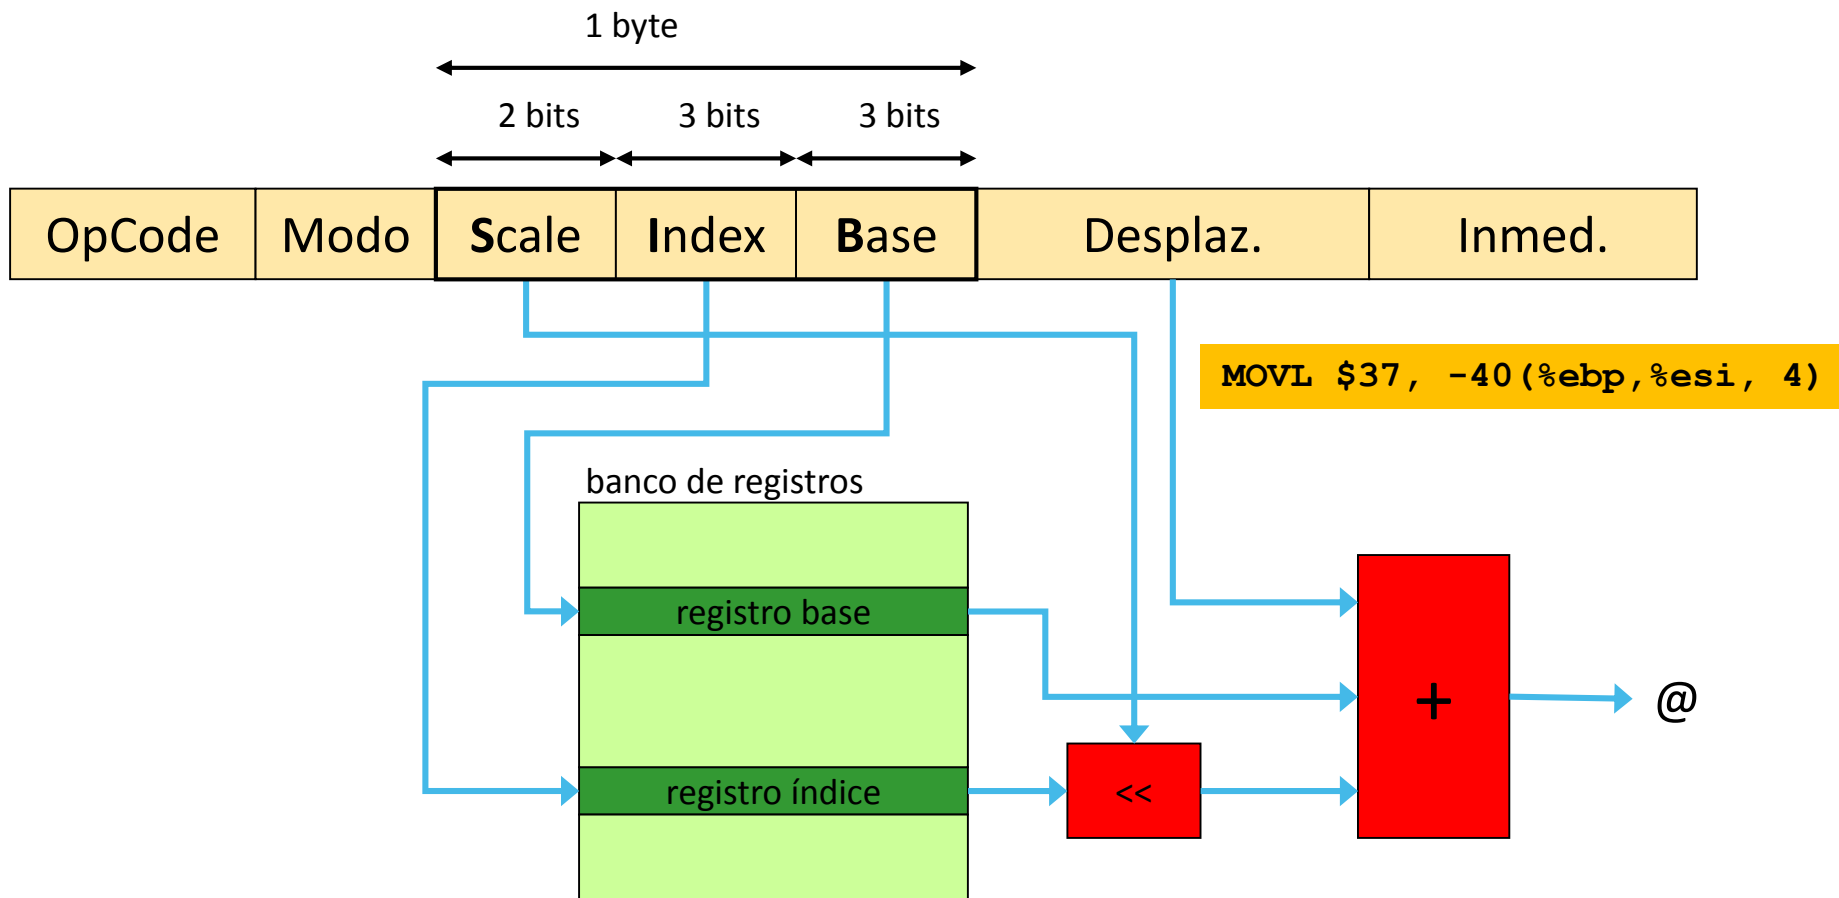 1 byte
2 bits 3 bits 3 bits
OpCode Modo Scale Index Base Desplaz. Inmed.
MOVL $37, -40(%ebp,%esi, 4)
banco de registros
registro base
+ @
registro índice <<